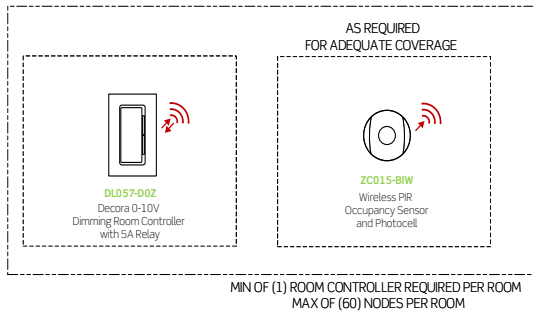 AS REQUIRED
FOR ADEQUATE COVERAGE
DL057-D0Z
Decora 0-10V
Dimming Room Controller
with 5A Relay
ZC015-BIW
Wireless PIR
Occupancy Sensor
and Photocell
MIN OF (1) ROOM CONTROLLER REQUIRED PER ROOM
MAX OF (60) NODES PER ROOM